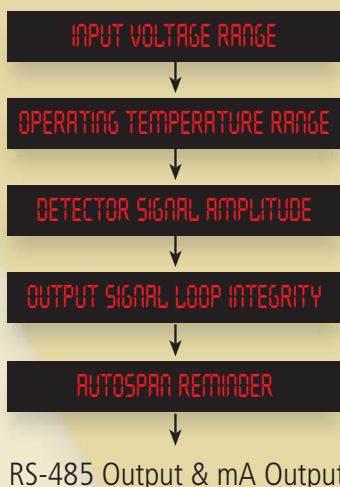 INPUT VOLTAGE RANGE
OPERATING TEMPERATURE RANGE
DETECTOR SIGNAL AMPLITUDE
OUTPUT SIGNAL LOOP INTEGRITY
AUTOSPAN REMINDER
RS-485 Output & mA Output